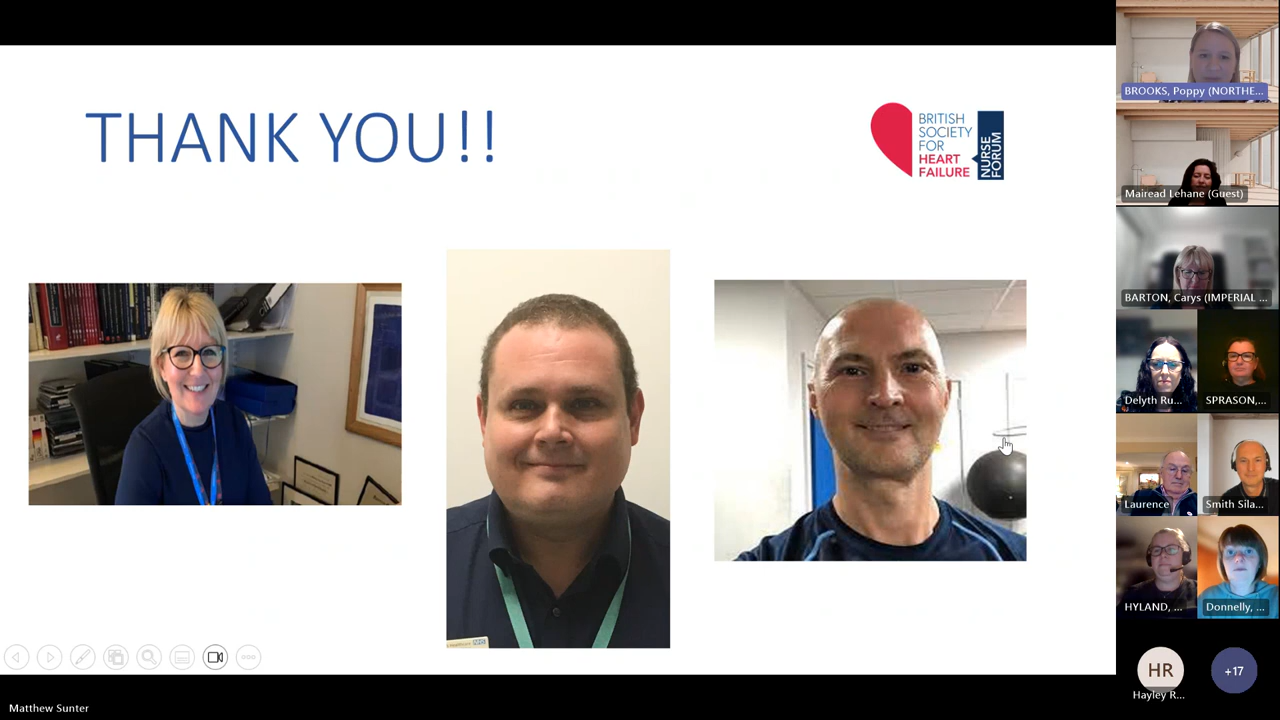 THANK YOU!!
BRITISH
SOCIETY
FOR
HEART
FAILURE
NURSE
FORUM
NHS
BROOKS, Poppy (NORTHE...
Mairead Lehane (Guest)
BARTON, Carys (IMPERIAL ...
Delyth Ru...
SPRASON,...
Laurence
Smith Sila...
HYLAND, ...
Donnelly, ...
HR
+17
Hayley R...
Matthew Sunter